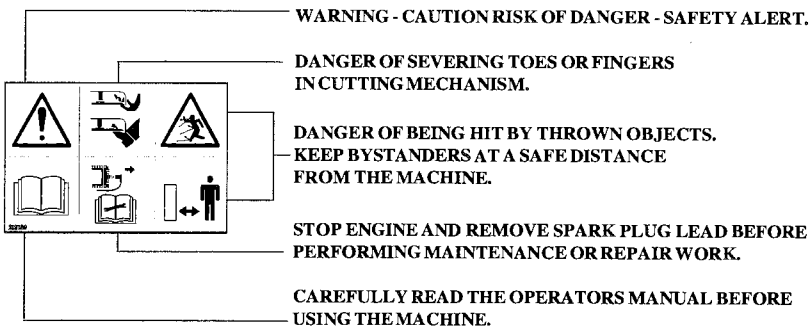 WARNING - CAUTION RISK OF DANGER - SAFETY ALERT.
DANGER OF SEVERING TOES OR FINGERS
IN CUTTING MECHANISM.
DANGER OF BEING HIT BY THROWN OBJECTS.
KEEP BYSTANDERS AT A SAFE DISTANCE
FROM THE MACHINE.
STOP ENGINE AND REMOVE SPARK PLUG LEAD BEFORE
PERFORMING MAINTENANCE OR REPAIR WORK.
CAREFULLY READ THE OPERATORS MANUAL BEFORE
USING THE MACHINE.